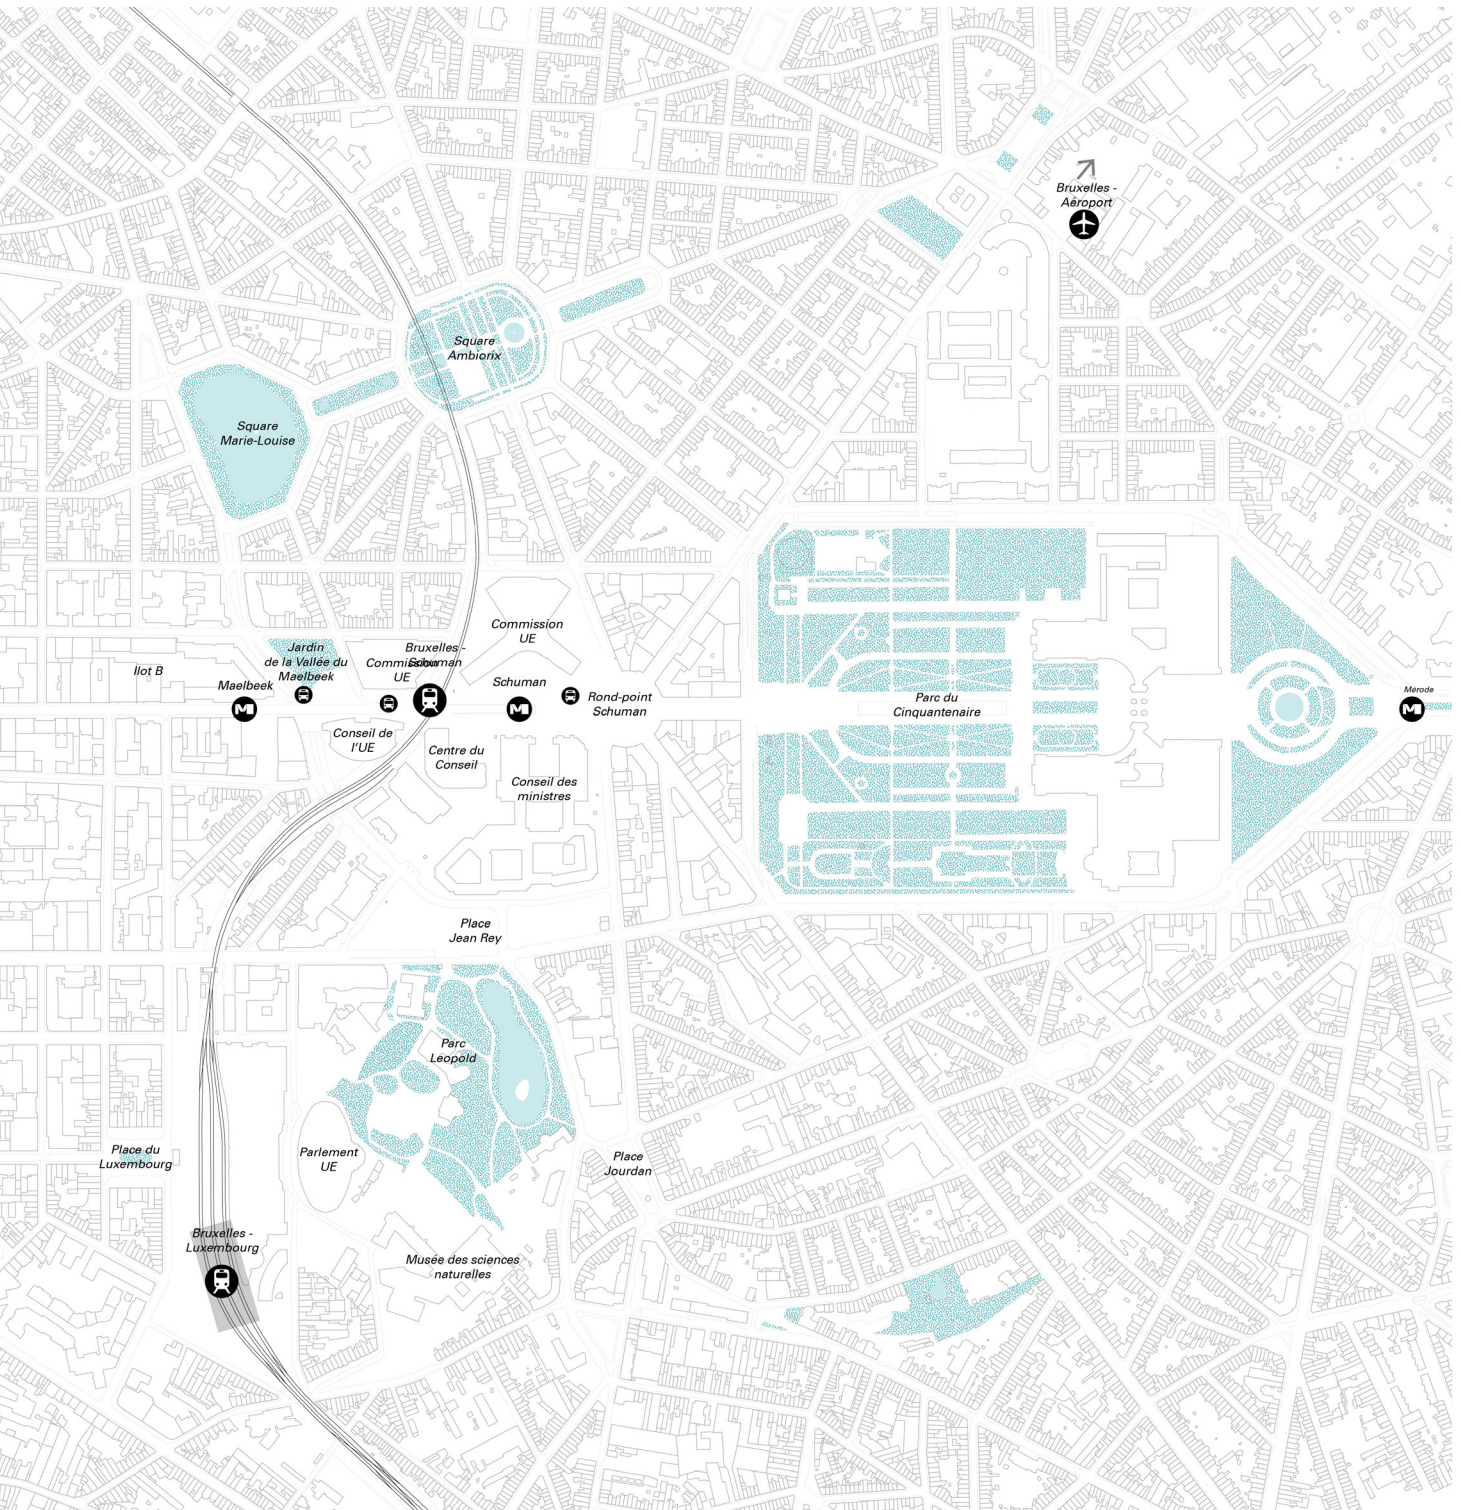 Bruxelles -
Aéroport
Square
Ambiorix
Square
Marie-Louise
Commission
UE
Jardin
de la Vallée du
Maelbeek
Bruxelles -
Schuman
Commission
UE
Ilot B
Maelbeek
Schuman
Rond-point
Schuman
Parc du
Cinquantenaire
Mérode
Conseil de
l'UE
Centre du
Conseil
Conseil des
ministres
Place
Jean Rey
Parc
Leopold
Place du
Luxembourg
Parlement
UE
Place
Jourdan
Bruxelles -
Luxembourg
Musée des sciences
naturelles